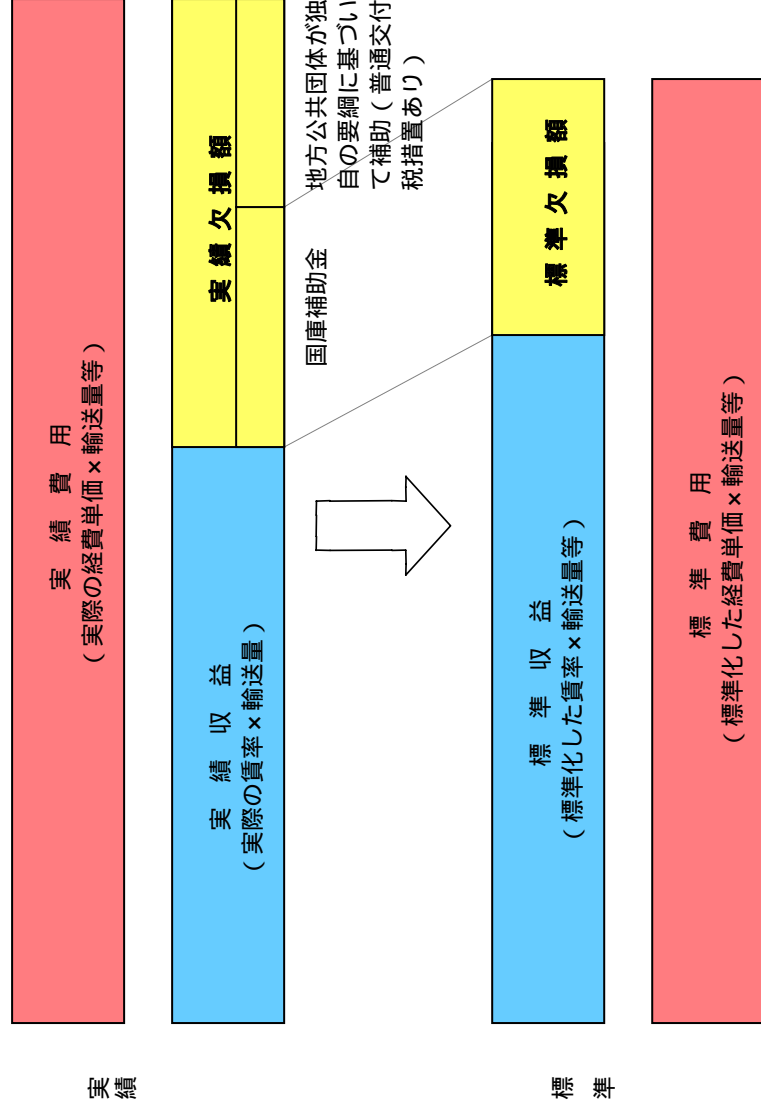 実績
実　績　費　用
（実際の経費単価×輸送量等）
実　績　収　益
（実際の賃率×輸送量）
実 績 欠 損 額
国庫補助金
地方公共団体が独
自の要綱に基づい
て補助（普通交付
税措置あり）
標準
標　準　収　益
（標準化した賃率×輸送量等）
標 準 欠 損 額
標　準　費　用
（標準化した経費単価×輸送量等）